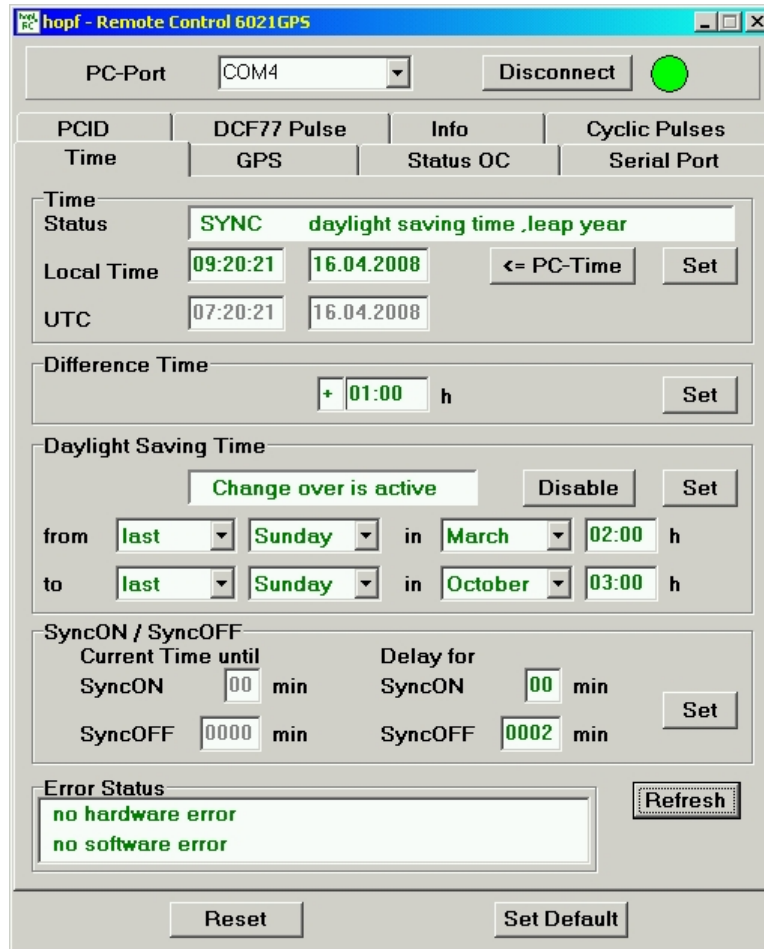 hopf - Remote Control 6021GPS
PC-Port COM4 Disconnect
PCID DCF77 Pulse Info Cyclic Pulses
Time GPS Status OC Serial Port
Time
Status SYNC daylight saving time ,leap year
Local Time 09:20:21 16.04.2008 <= PC-Time Set
UTC 07:20:21 16.04.2008
Difference Time
+ 01:00 h Set
Daylight Saving Time
Change over is active Disable Set
from last Sunday in March 02:00 h
to last Sunday in October 03:00 h
SyncON / SyncOFF
Current Time until Delay for
SyncON 00 min SyncON 00 min
SyncOFF 0000 min SyncOFF 0002 min Set
Error Status
no hardware error
no software error
Refresh
Reset Set Default